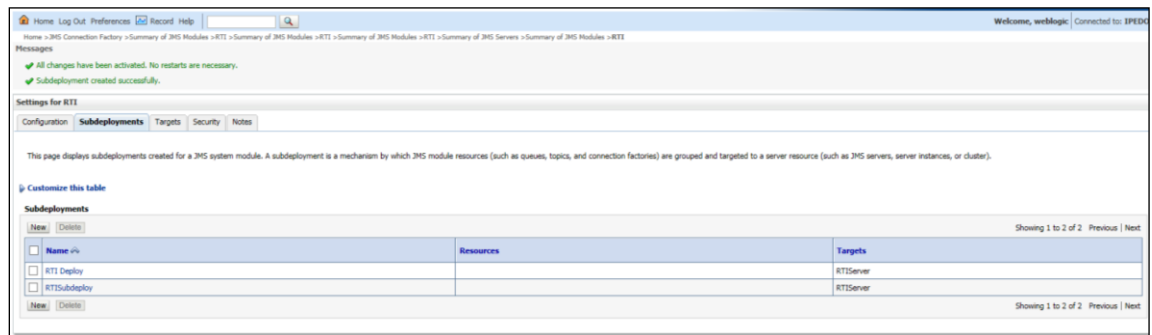 Home Log Out Preferences Record Help
Welcome, weblogic Connected to: IPEDO
Home >JMS Connection Factory >Summary of JMS Modules >RTI >Summary of JMS Modules >RTI >Summary of JMS Modules >RTI >Summary of JMS Servers >Summary of JMS Modules >RTI
Messages
All changes have been activated. No restarts are necessary.
Subdeployment created successfully.
Settings for RTI
Configuration Subdeployments Targets Security Notes
This page displays subdeployments created for a JMS system module. A subdeployment is a mechanism by which JMS module resources (such as queues, topics, and connection factories) are grouped and targeted to a server resource (such as JMS servers, server instances, or cluster).
Customize this table
Subdeployments
New Delete Showing 1 to 2 of 2 Previous | Next
Name Resources Targets
RTI Deploy RTIServer
RTISubdeploy RTIServer
New Delete Showing 1 to 2 of 2 Previous | Next